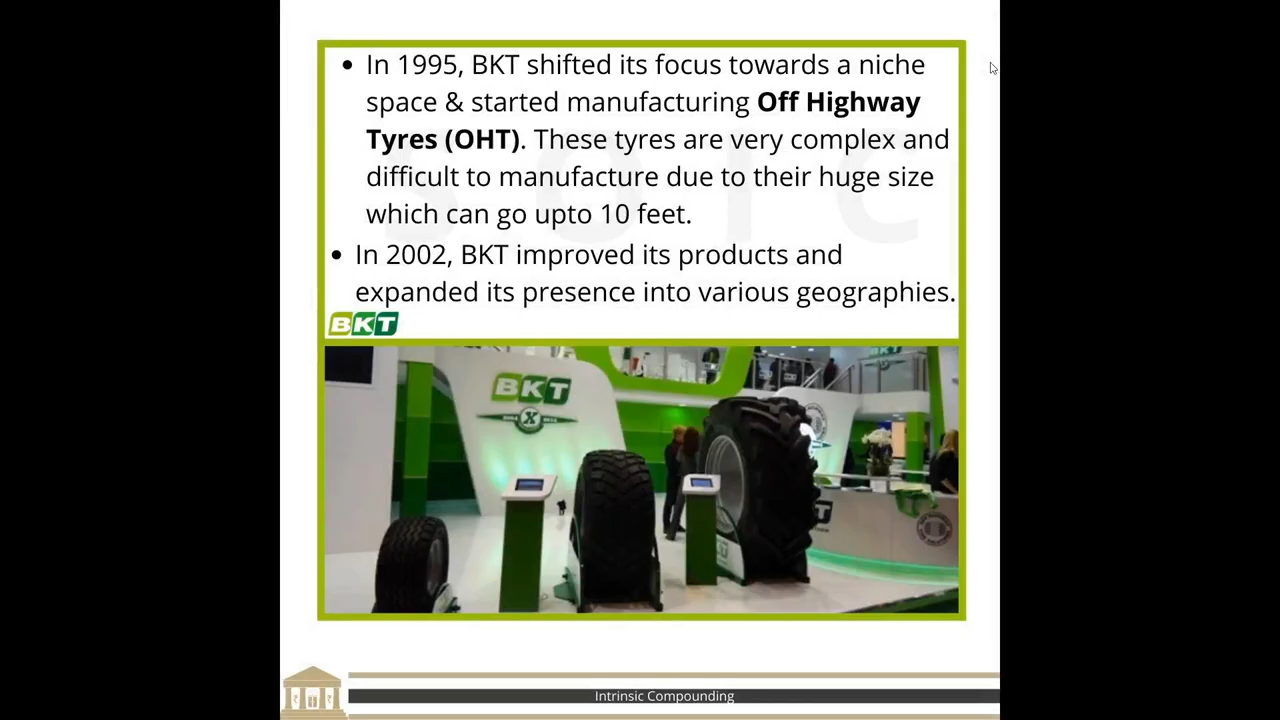 In 1995, BKT shifted its focus towards a niche
space & started manufacturing Off Highway
Tyres (OHT). These tyres are very complex and
difficult to manufacture due to their huge size
which can go upto 10 feet.
In 2002, BKT improved its products and
expanded its presence into various geographies.
BKT
BKT
X
BKT
Intrinsic Compounding